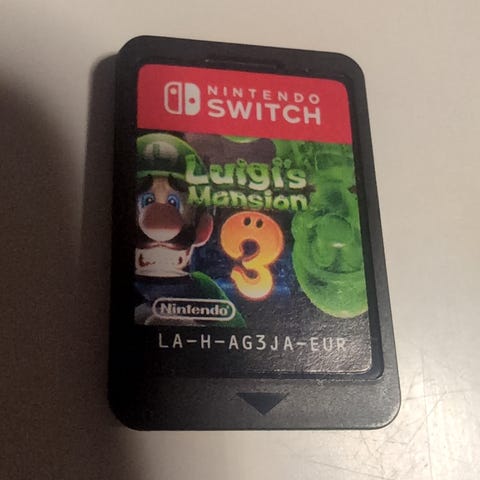 NINTENDO
SWITCH
Luigi's
Mansion
3
Nintendo
LA-H-AG3JA-EUR